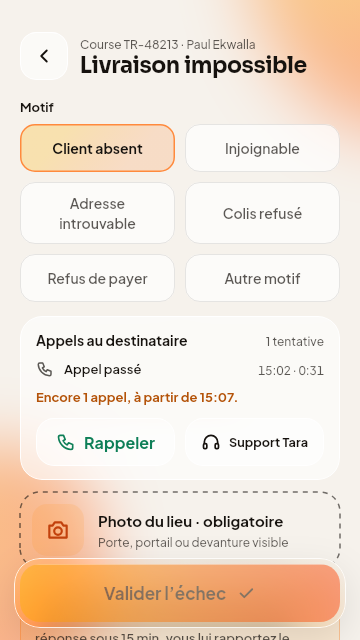 Course TR-48213 · Paul Ekwalla
Livraison impossible
Motif
Client absent
Injoignable
Adresse
introuvable
Colis refusé
Refus de payer
Autre motif
Appels au destinataire
1 tentative
Appel passé
15:02 · 0:31
Encore 1 appel, à partir de 15:07.
Rappeler
Support Tara
Photo du lieu · obligatoire
Porte, portail ou devanture visible
Valider l’échec
réponse sous 15 min, vous lui rapportez le